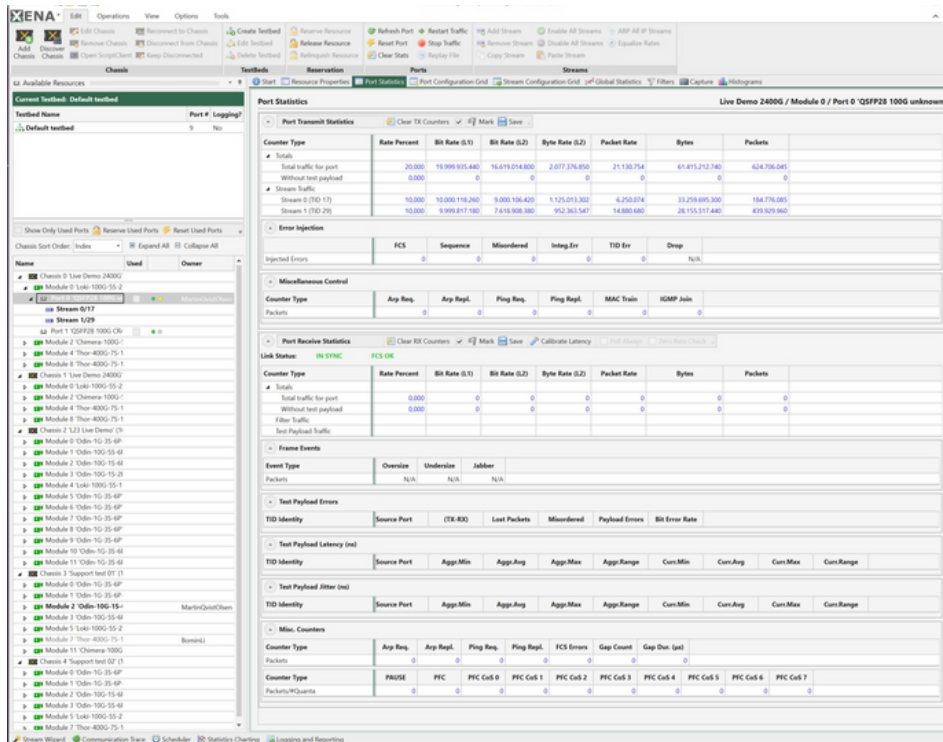 XENA
Edit Operations View Options Tools
Add Chassis
Discover Chassis
Edit Chassis Reconnect to Chassis
Remove Chassis Disconnect from Chassis
Open ScriptClient Keep Disconnected
Chassis
Create Testbed
Edit Testbed
Delete Testbed
TestBeds
Reserve Resource
Release Resource
Relinquish Resource
Reservation
Refresh Port Restart Traffic
Reset Port Stop Traffic
Clear Stats Replay File
Ports
Add Stream Enable All Streams ARP All IP Streams
Remove Stream Disable All Streams Equalize Rates
Copy Stream Paste Stream
Streams
Available Resources
Start Resource Properties Port Statistics Port Configuration Grid Stream Configuration Grid Global Statistics Filters Capture Histograms
Current Testbed: Default testbed
Testbed Name Port # Logging?
Default testbed 9 No
Show Only Used Ports Reserve Used Ports Reset Used Ports
Chassis Sort Order: Index Expand All Collapse All
Name Used Owner
Chassis 0 'Live Demo 2400G'
Module 0 'Loki-100G-5S-2
Port 0 'QSFP28 100G MartinQvistOlsen
Stream 0/17
Stream 1/29
Port 1 'QSFP28 100G CR-
Module 2 'Chimera-100G-
Module 4 'Thor-400G-7S-1
Module 8 'Thor-400G-7S-1
Chassis 1 'Live Demo 2400G'
Module 0 'Loki-100G-5S-2
Module 2 'Chimera-100G-
Module 4 'Thor-400G-7S-1
Module 8 'Thor-400G-7S-1
Chassis 2 'L23 Live Demo'
Module 0 'Odin-1G-3S-6P'
Module 1 'Odin-10G-5S-6
Module 2 'Odin-10G-1S-6
Module 3 'Odin-10G-1S-2
Module 4 'Loki-100G-5S-1
Module 5 'Odin-1G-3S-6P'
Module 6 'Odin-1G-3S-6P'
Module 7 'Odin-1G-3S-6P'
Module 8 'Odin-1G-3S-6P'
Module 9 'Odin-1G-3S-6P'
Module 10 'Odin-1G-3S-6
Module 11 'Odin-1G-3S-6
Chassis 3 'Support test 01' (1
Module 0 'Odin-1G-3S-6P'
Module 1 'Odin-1G-3S-6P'
Module 2 'Odin-10G-1S- MartinQvistOlsen
Module 3 'Odin-10G-5S-6
Module 5 'Loki-100G-5S-2
Module 7 'Thor-400G-7S-1 BominLi
Module 11 'Chimera-100G
Chassis 4 'Support test 02' (1
Module 0 'Odin-1G-3S-6P'
Module 1 'Odin-1G-3S-6P'
Module 2 'Odin-10G-1S-6
Module 3 'Odin-10G-5S-6
Module 5 'Loki-100G-5S-2
Module 7 'Thor-400G-7S-1
Port Statistics Live Demo 2400G / Module 0 / Port 0 'QSFP28 100G unknown
Port Transmit Statistics Clear TX Counters Mark Save
Counter Type Rate Percent Bit Rate (L1) Bit Rate (L2) Byte Rate (L2) Packet Rate Bytes Packets
Totals
Total traffic for port 20,000 19.999.935.440 16.619.014.800 2.077.376.850 21.130.754 61.415.212.740 624.706.045
Without test payload 0,000 0 0 0 0 0 0
Stream Traffic
Stream 0 (TID 17) 10,000 10.000.118.260 9.000.106.420 1.125.013.302 6.250.074 33.259.695.300 184.776.085
Stream 1 (TID 29) 10,000 9.999.817.180 7.618.908.380 952.363.547 14.880.680 28.155.517.440 439.929.960
Error Injection
FCS Sequence Misordered Integ.Err TID Err Drop
Injected Errors 0 0 0 0 0 N/A
Miscellaneous Control
Counter Type Arp Req. Arp Repl. Ping Req. Ping Repl. MAC Train IGMP Join
Packets 0 0 0 0 0 0
Port Receive Statistics Clear RX Counters Mark Save Calibrate Latency Poll Always Zero Rate Check
Link Status: IN SYNC FCS OK
Counter Type Rate Percent Bit Rate (L1) Bit Rate (L2) Byte Rate (L2) Packet Rate Bytes Packets
Totals
Total traffic for port 0,000 0 0 0 0 0 0
Without test payload 0,000 0 0 0 0 0 0
Filter Traffic
Test Payload Traffic
Frame Events
Event Type Oversize Undersize Jabber
Packets N/A N/A N/A
Test Payload Errors
TID Identity Source Port (TX-RX) Lost Packets Misordered Payload Errors Bit Error Rate
Test Payload Latency (ns)
TID Identity Source Port Aggr.Min Aggr.Avg Aggr.Max Aggr.Range Curr.Min Curr.Avg Curr.Max Curr.Range
Test Payload Jitter (ns)
TID Identity Source Port Aggr.Min Aggr.Avg Aggr.Max Aggr.Range Curr.Min Curr.Avg Curr.Max Curr.Range
Misc. Counters
Counter Type Arp Req. Arp Repl. Ping Req. Ping Repl. FCS Errors Gap Count Gap Dur. (µs)
Packets 0 0 0 0 0 0 0
Counter Type PAUSE PFC PFC CoS 0 PFC CoS 1 PFC CoS 2 PFC CoS 3 PFC CoS 4 PFC CoS 5 PFC CoS 6 PFC CoS 7
Packets/#Quanta 0 0 0 0 0 0 0 0 0 0
Stream Wizard Communication Trace Scheduler Statistics Charting Logging and Reporting